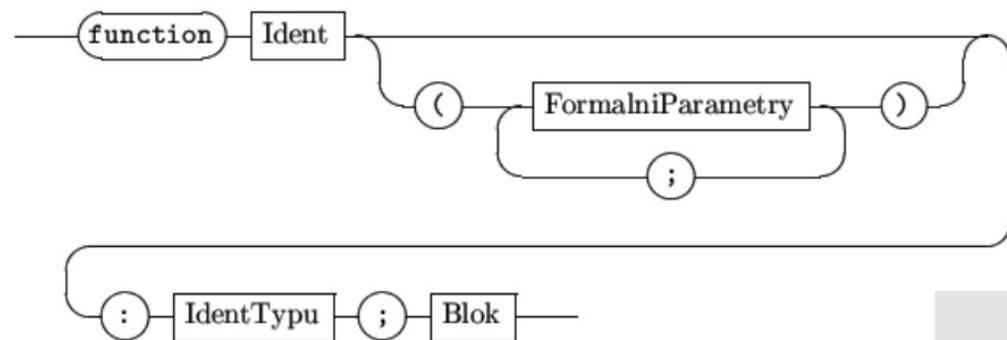 function Ident
( FormalniParametry )
;
: IdentTypu ; Blok